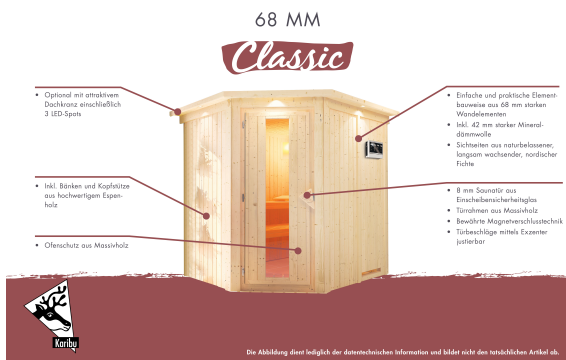 68 MM
Classic
• Optional mit attraktivem
Dachkranz einschließlich
3 LED-Spots
• Inkl. Bänken und Kopfstütze
aus hochwertigem Espen-
holz
• Ofenschutz aus Massivholz
• Einfache und praktische Element-
bauweise aus 68 mm starken
Wandelementen
• Inkl. 42 mm starker Mineral-
dämmwolle
• Sichtseiten aus naturbelassener,
langsam wachsender, nordischer
Fichte
• 8 mm Saunatür aus
Einscheibensicherheitsglas
• Türrahmen aus Massivholz
• Bewährte Magnetverschlusstechnik
• Türbeschläge mittels Exzenter
justierbar
Karibu
Die Abbildung dient lediglich der datentechnischen Information und bildet nicht den tatsächlichen Artikel ab.